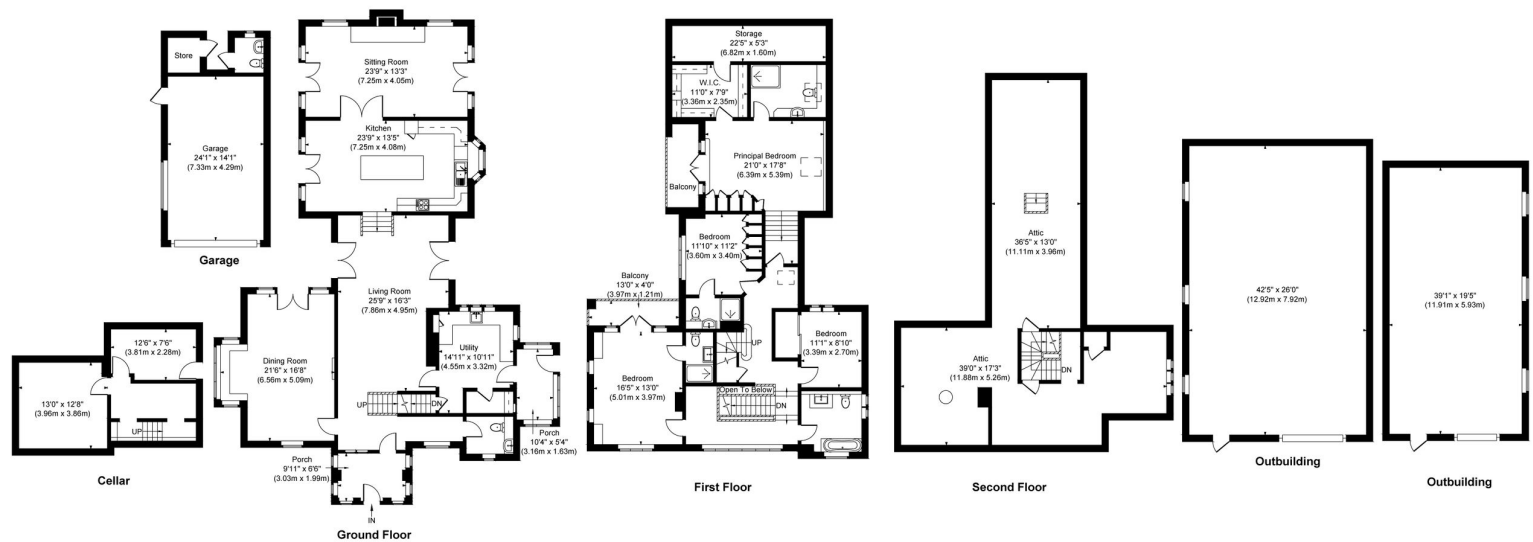 Store
Garage
24'1" x 14'1"
(7.33m x 4.29m)
Garage
12'6" x 7'6"
(3.81m x 2.28m)
13'0" x 12'8"
(3.96m x 3.86m)
UP
Cellar
Sitting Room
23'9" x 13'3"
(7.25m x 4.05m)
Kitchen
23'9" x 13'5"
(7.25m x 4.08m)
Living Room
25'9" x 16'3"
(7.86m x 4.95m)
Dining Room
21'6" x 16'8"
(6.56m x 5.09m)
Utility
14'11" x 10'11"
(4.55m x 3.32m)
UP
DN
Porch
10'4" x 5'4"
(3.16m x 1.63m)
Porch
9'11" x 6'6"
(3.03m x 1.99m)
IN
Ground Floor
Storage
22'5" x 5'3"
(6.82m x 1.60m)
W.I.C.
11'0" x 7'9"
(3.36m x 2.35m)
Principal Bedroom
21'0" x 17'8"
(6.39m x 5.39m)
Balcony
Bedroom
11'10" x 11'2"
(3.60m x 3.40m)
Balcony
13'0" x 4'0"
(3.97m x 1.21m)
UP
Bedroom
11'1" x 8'10"
(3.39m x 2.70m)
Bedroom
16'5" x 13'0"
(5.01m x 3.97m)
Open To Below
DN
First Floor
Attic
36'5" x 13'0"
(11.11m x 3.96m)
Attic
39'0" x 17'3"
(11.88m x 5.26m)
DN
Second Floor
42'5" x 26'0"
(12.92m x 7.92m)
Outbuilding
39'1" x 19'5"
(11.91m x 5.93m)
Outbuilding